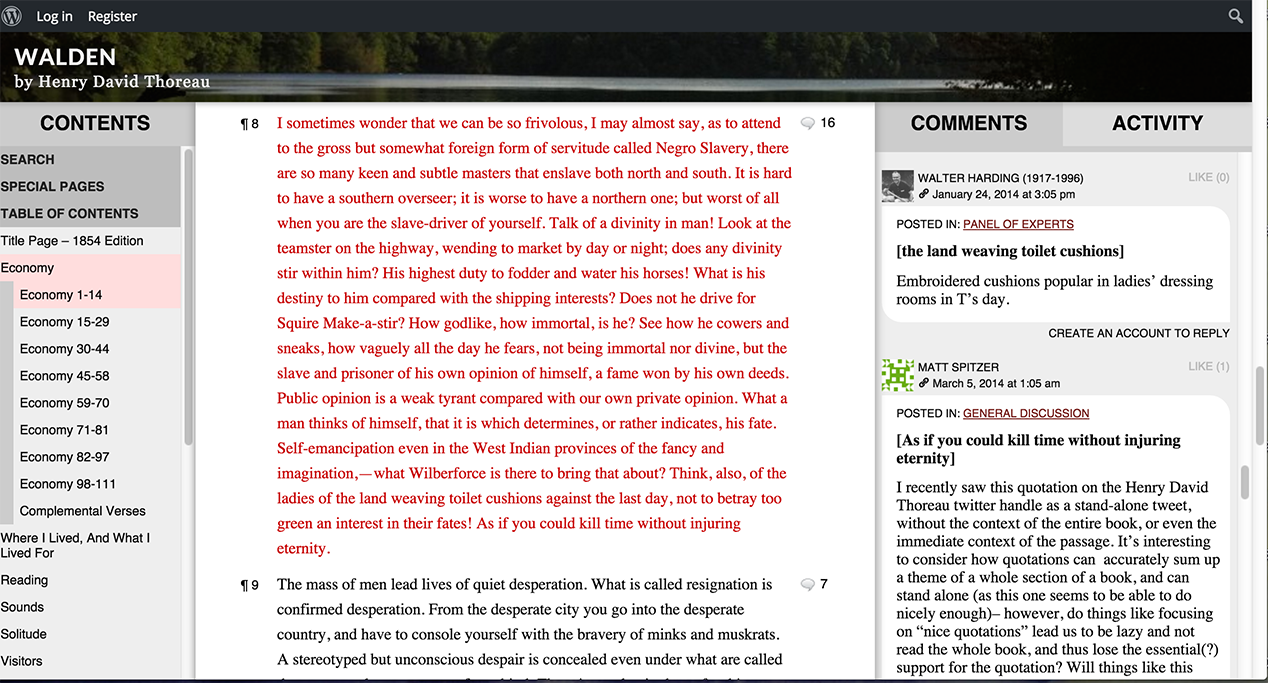 Log in Register
WALDEN
by Henry David Thoreau
CONTENTS
SEARCH
SPECIAL PAGES
TABLE OF CONTENTS
Title Page – 1854 Edition
Economy
Economy 1-14
Economy 15-29
Economy 30-44
Economy 45-58
Economy 59-70
Economy 71-81
Economy 82-97
Economy 98-111
Complemental Verses
Where I Lived, And What I
Lived For
Reading
Sounds
Solitude
Visitors
¶ 8 I sometimes wonder that we can be so frivolous, I may almost say, as to attend 16
to the gross but somewhat foreign form of servitude called Negro Slavery, there
are so many keen and subtle masters that enslave both north and south. It is hard
to have a southern overseer; it is worse to have a northern one; but worst of all
when you are the slave-driver of yourself. Talk of a divinity in man! Look at the
teamster on the highway, wending to market by day or night; does any divinity
stir within him? His highest duty to fodder and water his horses! What is his
destiny to him compared with the shipping interests? Does not he drive for
Squire Make-a-stir? How godlike, how immortal, is he? See how he cowers and
sneaks, how vaguely all the day he fears, not being immortal nor divine, but the
slave and prisoner of his own opinion of himself, a fame won by his own deeds.
Public opinion is a weak tyrant compared with our own private opinion. What a
man thinks of himself, that it is which determines, or rather indicates, his fate.
Self-emancipation even in the West Indian provinces of the fancy and
imagination,—what Wilberforce is there to bring that about? Think, also, of the
ladies of the land weaving toilet cushions against the last day, not to betray too
green an interest in their fates! As if you could kill time without injuring
eternity.
¶ 9 The mass of men lead lives of quiet desperation. What is called resignation is 7
confirmed desperation. From the desperate city you go into the desperate
country, and have to console yourself with the bravery of minks and muskrats.
A stereotyped but unconscious despair is concealed even under what are called
COMMENTS
ACTIVITY
WALTER HARDING (1917-1996) LIKE (0)
January 24, 2014 at 3:05 pm
POSTED IN: PANEL OF EXPERTS
[the land weaving toilet cushions]
Embroidered cushions popular in ladies’ dressing
rooms in T’s day.
CREATE AN ACCOUNT TO REPLY
MATT SPITZER LIKE (1)
March 5, 2014 at 1:05 am
POSTED IN: GENERAL DISCUSSION
[As if you could kill time without injuring
eternity]
I recently saw this quotation on the Henry David
Thoreau twitter handle as a stand-alone tweet,
without the context of the entire book, or even the
immediate context of the passage. It’s interesting
to consider how quotations can accurately sum up
a theme of a whole section of a book, and can
stand alone (as this one seems to be able to do
nicely enough)– however, do things like focusing
on “nice quotations” lead us to be lazy and not
read the whole book, and thus lose the essential(?)
support for the quotation? Will things like this